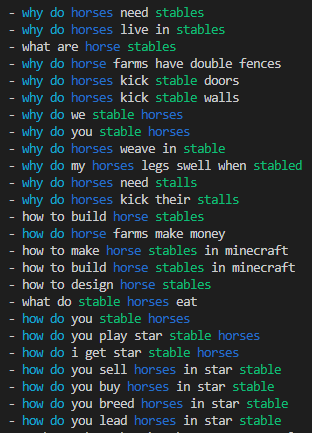 - why do horses need stables
- why do horses live in stables
- what are horse stables
- why do horse farms have double fences
- why do horses kick stable doors
- why do horses kick stable walls
- why do we stable horses
- why do you stable horses
- why do horses weave in stable
- why do my horses legs swell when stabled
- why do horses need stalls
- why do horses kick their stalls
- how to build horse stables
- how do horse farms make money
- how to make horse stables in minecraft
- how to build horse stables in minecraft
- how to design horse stables
- what do stable horses eat
- how do you stable horses
- how do you play star stable horses
- how do i get star stable horses
- how do you sell horses in star stable
- how do you buy horses in star stable
- how do you breed horses in star stable
- how do you lead horses in star stable